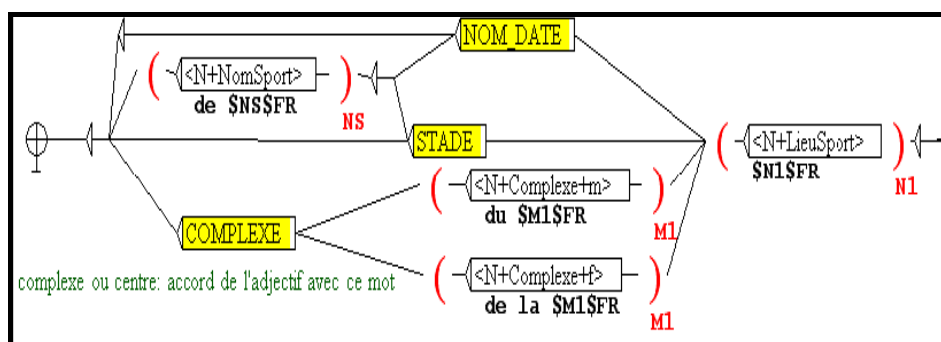 NOM_DATE
( <N+NomSport> )
de $NS$FR
NS
STADE
( <N+LieuSport> )
$N1$FR
N1
( <N+Complexe+m> )
du $M1$FR
M1
COMPLEXE
( <N+Complexe+f> )
complexe ou centre: accord de l'adjectif avec ce mot
de la $M1$FR
M1